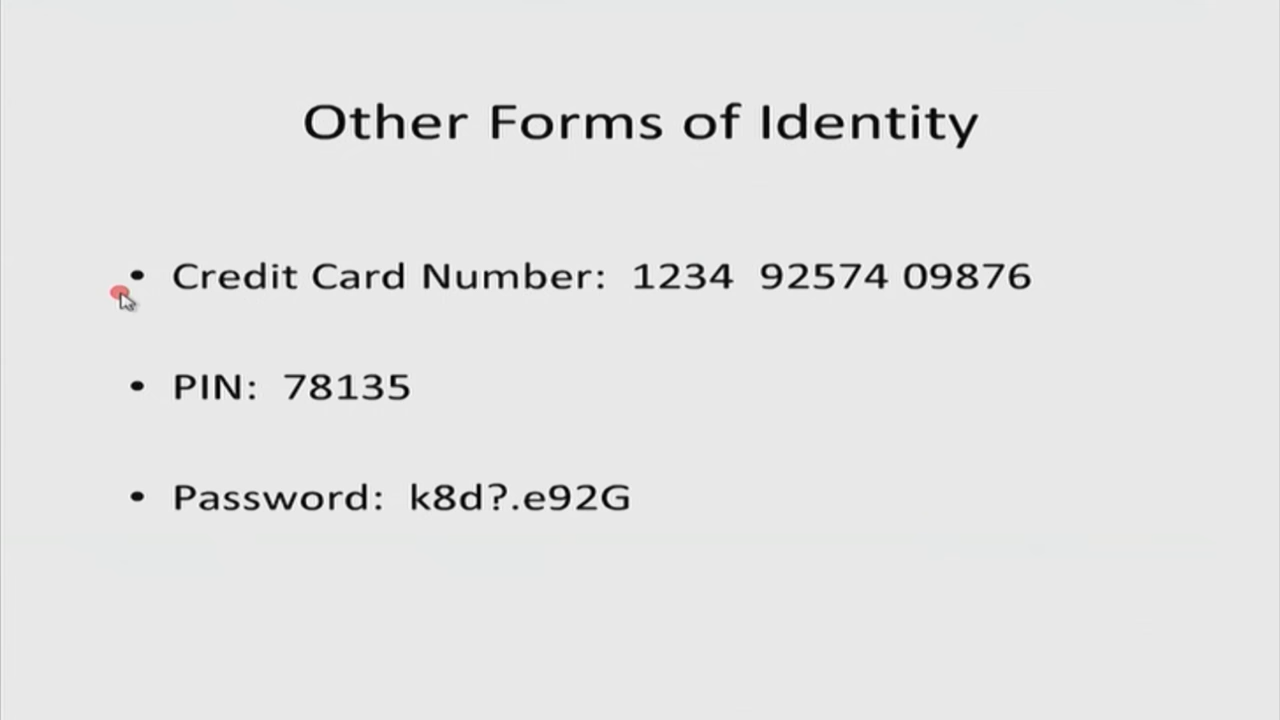 Other Forms of Identity
• Credit Card Number: 1234 92574 09876
• PIN: 78135
• Password: k8d?.e92G